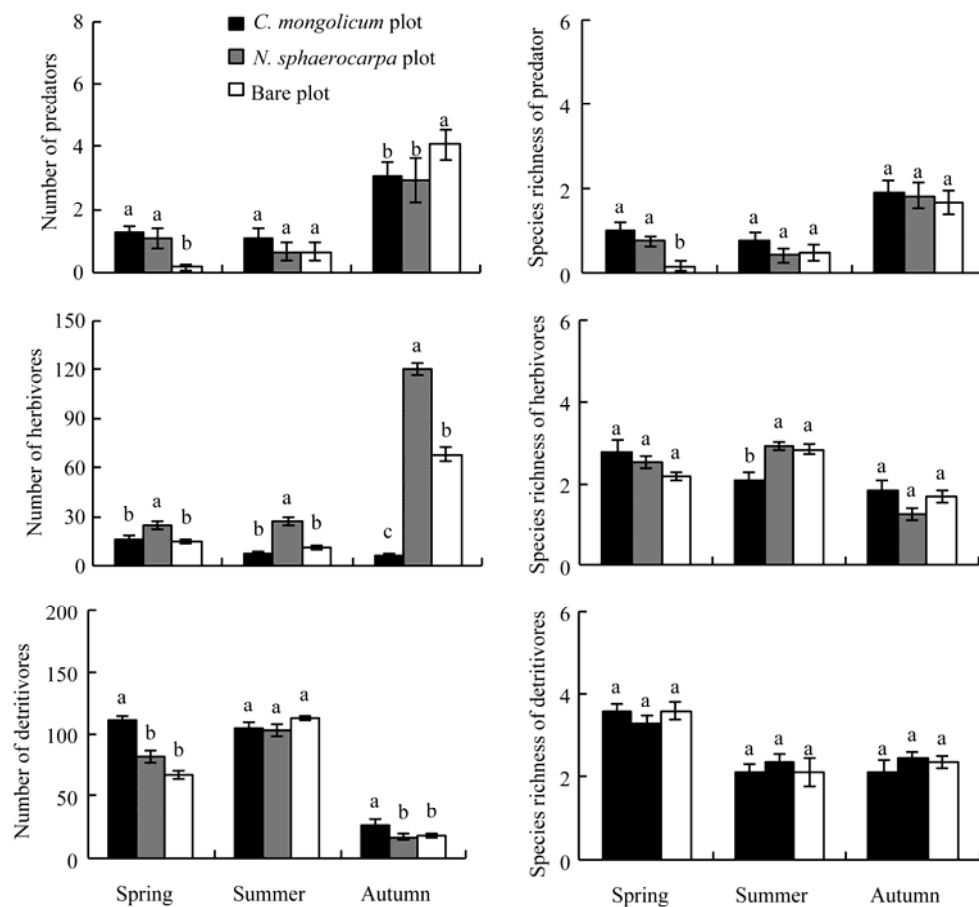 C. mongolicum plot
N. sphaerocarpa plot
Bare plot
Number of predators
8
6
4
2
0
a a b
a a a
b b a
Species richness of predator
6
4
2
0
a a b
a a a
a a a
Number of herbivores
150
120
90
60
30
0
b a b
b a b
c a b
Species richness of herbivores
6
4
2
0
a a a
b a a
a a a
Number of detritivores
200
150
100
50
0
a b b
a a a
a b b
Spring Summer Autumn
Species richness of detritivores
6
4
2
0
a a a
a a a
a a a
Spring Summer Autumn